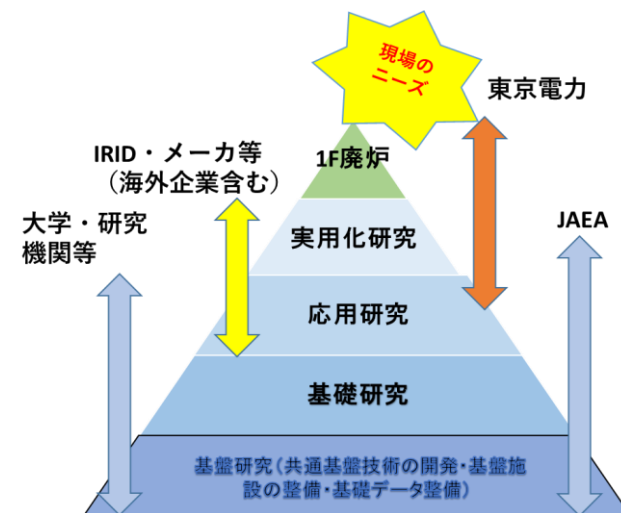 現場の
ニーズ
東京電力
1F廃炉
IRID・メーカ等
(海外企業含む)
大学・研究
機関等
JAEA
実用化研究
応用研究
基礎研究
基盤研究(共通基盤技術の開発・基盤施
設の整備・基礎データ整備)